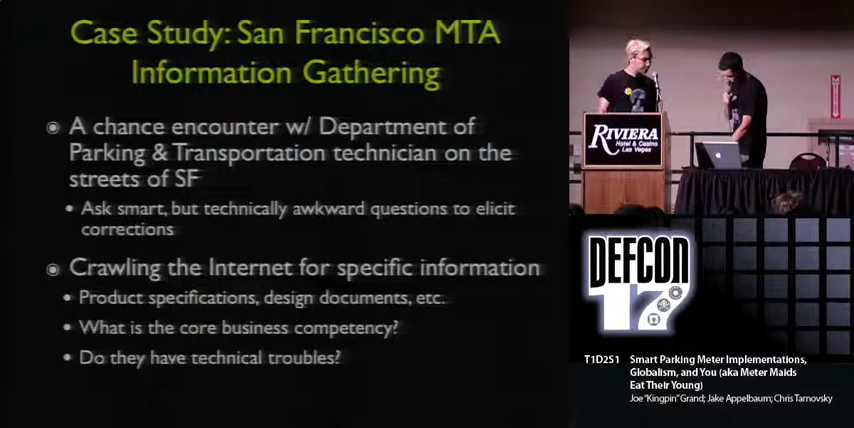 Case Study: San Francisco MTA
Information Gathering
A chance encounter w/ Department of
Parking & Transportation technician on the
streets of SF
Ask smart, but technically awkward questions to elicit
corrections
Crawling the Internet for specific information
Product specifications, design documents, etc.
What is the core business competency?
Do they have technical troubles?
RIVIERA
Hotel & Casino
Las Vegas
DEFCON
17
T1D2S1 Smart Parking Meter Implementations,
Globalism, and You (aka Meter Maids
Eat Their Young)
Joe "Kingpin" Grand; Jake Appelbaum; Chris Tarnovsky